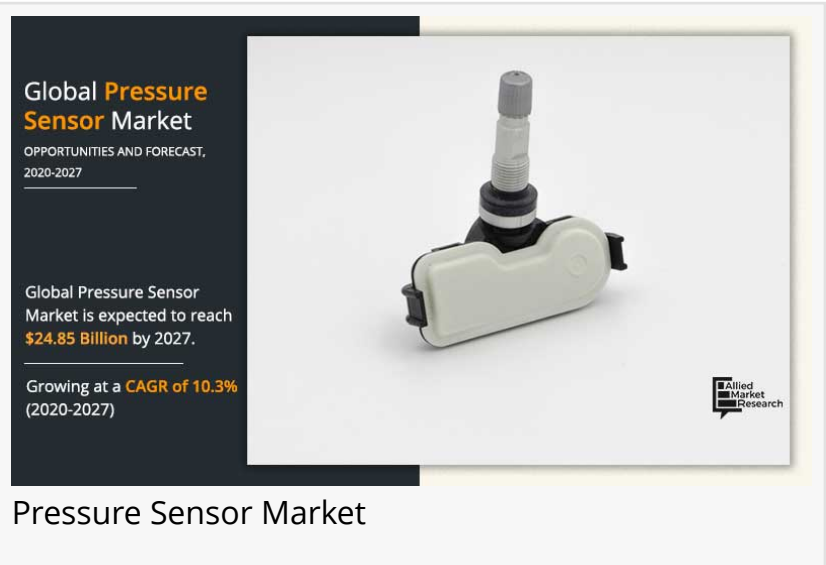 Global Pressure
Sensor Market
OPPORTUNITIES AND FORECAST,
2020-2027
Global Pressure Sensor
Market is expected to reach
$24.85 Billion by 2027.
Growing at a CAGR of 10.3%
(2020-2027)
Allied
Market
Research
Pressure Sensor Market